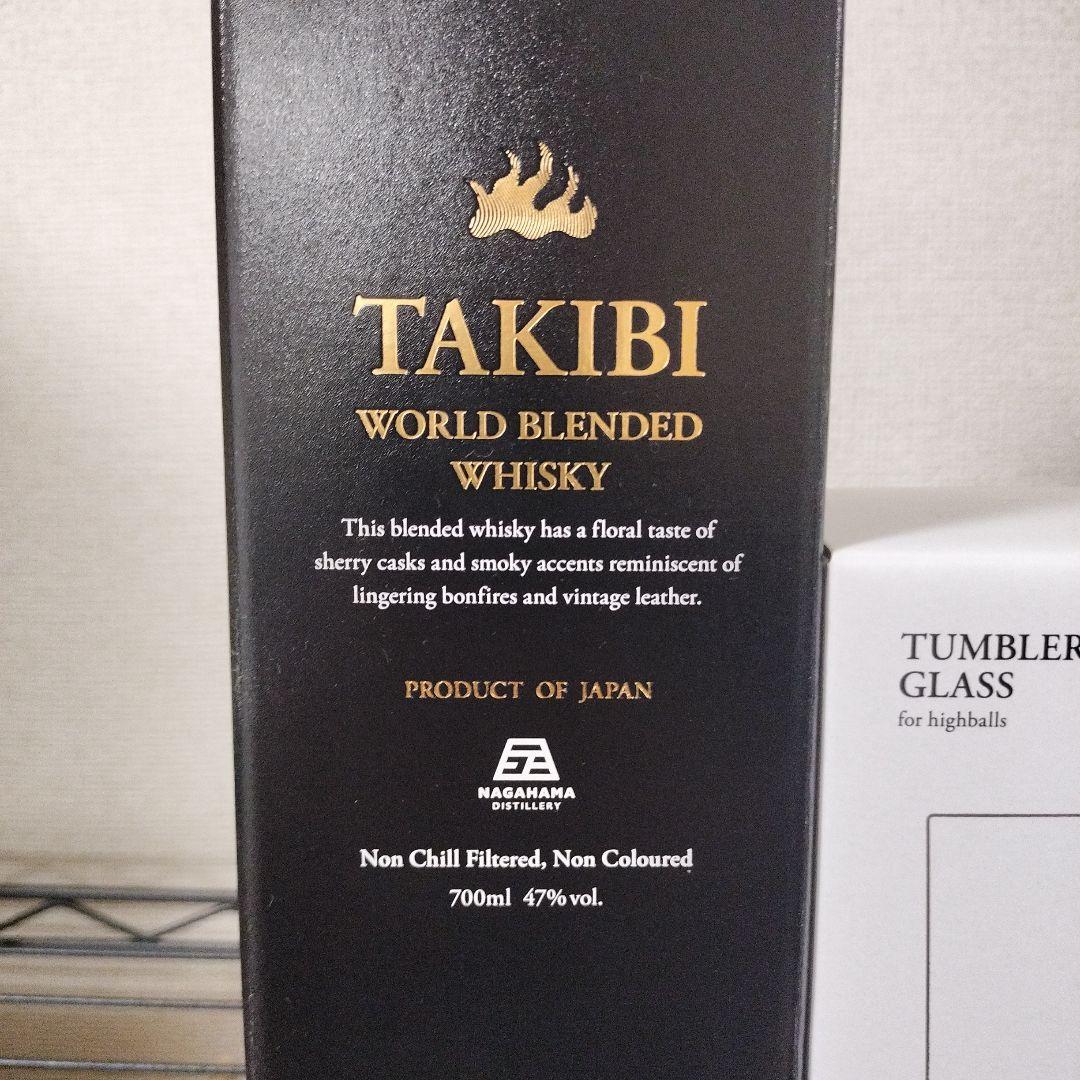 TAKIBI
WORLD BLENDED
WHISKY
This blended whisky has a floral taste of
sherry casks and smoky accents reminiscent of
lingering bonfires and vintage leather.
PRODUCT OF JAPAN
NAGAHAMA
DISTILLERY
Non Chill Filtered, Non Coloured
700ml 47% vol.
TUMBLER
GLASS
for highballs